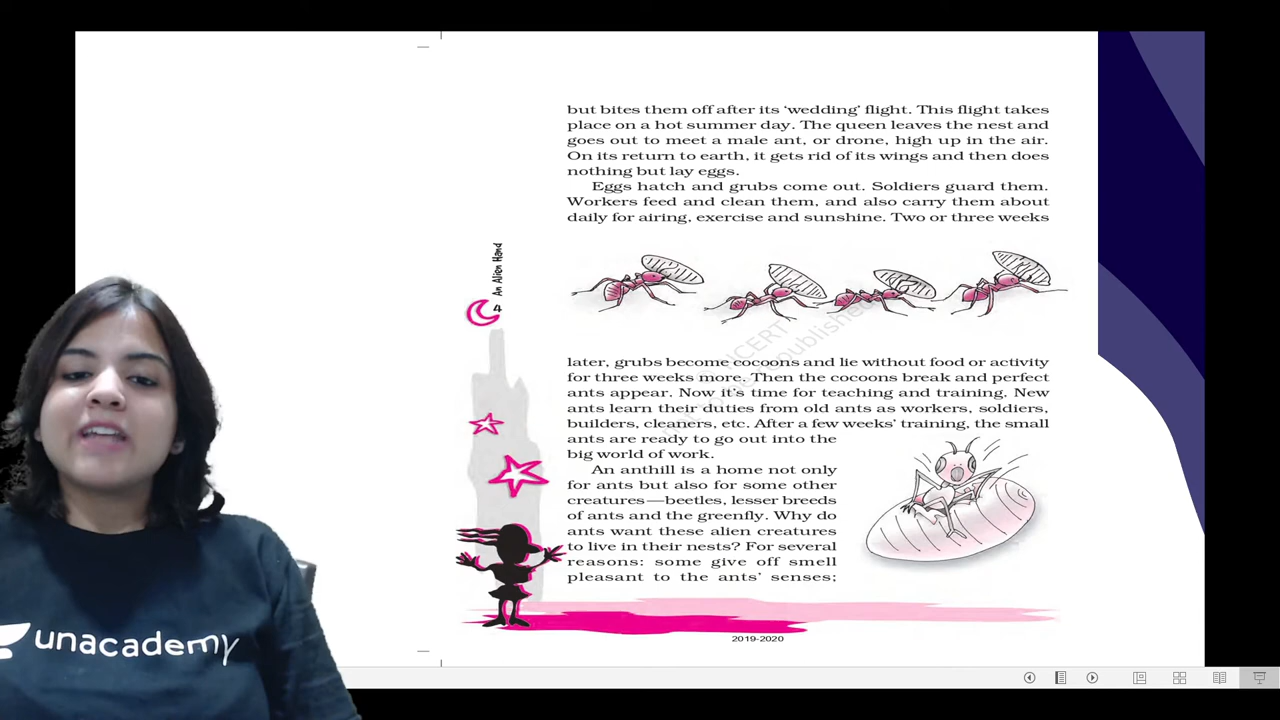 but bites them off after its ‘wedding’ flight. This flight takes
place on a hot summer day. The queen leaves the nest and
goes out to meet a male ant, or drone, high up in the air.
On its return to earth, it gets rid of its wings and then does
nothing but lay eggs.
Eggs hatch and grubs come out. Soldiers guard them.
Workers feed and clean them, and also carry them about
daily for airing, exercise and sunshine. Two or three weeks
4 An Alien Hand
later, grubs become cocoons and lie without food or activity
for three weeks more. Then the cocoons break and perfect
ants appear. Now it’s time for teaching and training. New
ants learn their duties from old ants as workers, soldiers,
builders, cleaners, etc. After a few weeks’ training, the small
ants are ready to go out into the
big world of work.
An anthill is a home not only
for ants but also for some other
creatures—beetles, lesser breeds
of ants and the greenfly. Why do
ants want these alien creatures
to live in their nests? For several
reasons: some give off smell
pleasant to the ants’ senses;
2019-2020
unacademy
NCERT
published